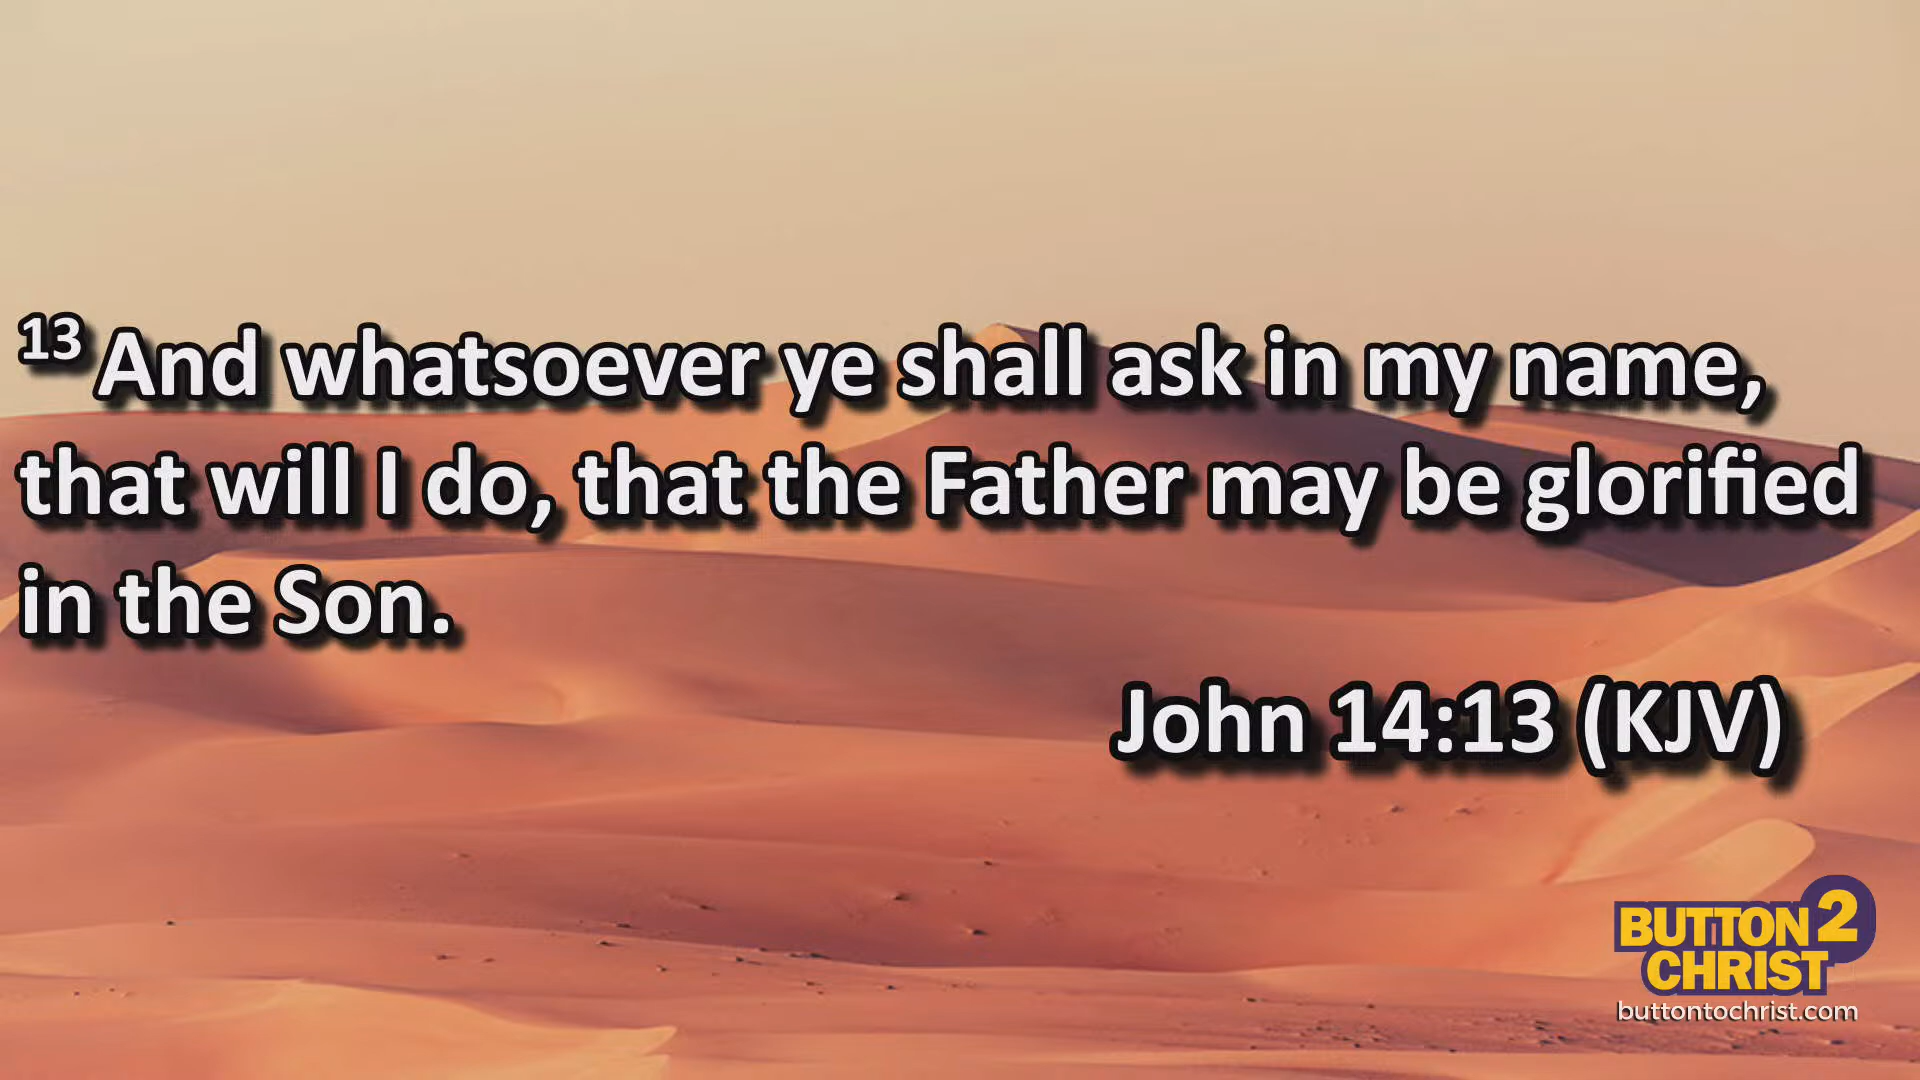 13 And whatsoever ye shall ask in my name,
that will I do, that the Father may be glorified
in the Son.
John 14:13 (KJV)
BUTTON 2
CHRIST
buttontochrist.com